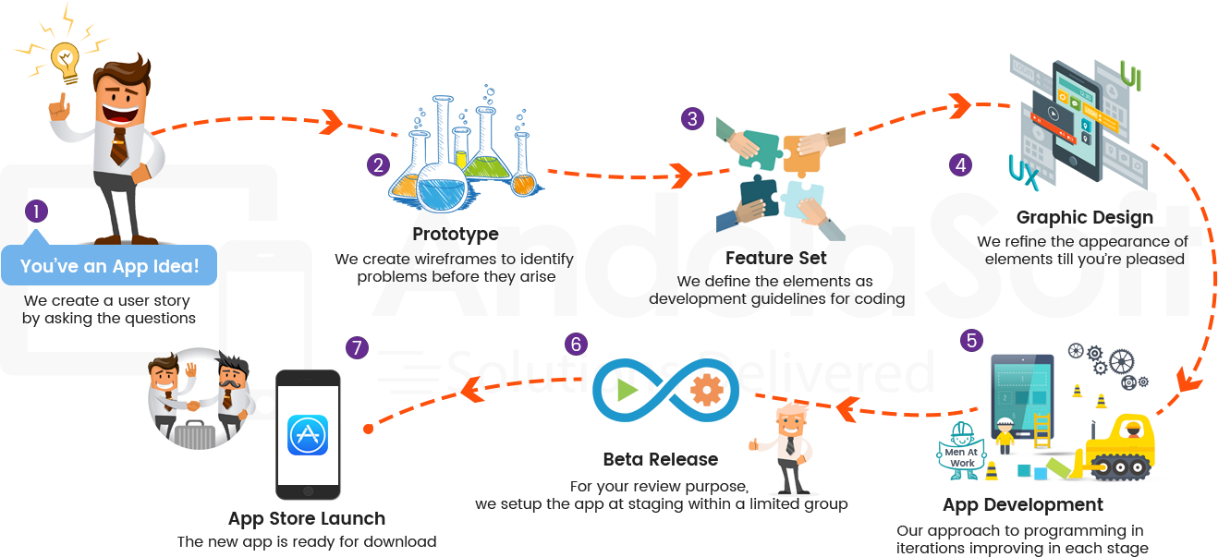 1
You've an App Idea!
We create a user story
by asking the questions
2
Prototype
We create wireframes to identify
problems before they arise
3
Feature Set
We define the elements as
development guidelines for coding
UI
UX
4
Graphic Design
We refine the appearance of
elements till you're pleased
5
Men At
Work
App Development
Our approach to programming in
iterations improving in each stage
6
Beta Release
For your review purpose,
we setup the app at staging within a limited group
7
App Store Launch
The new app is ready for download
AndolaSoft
Solutions Delivered